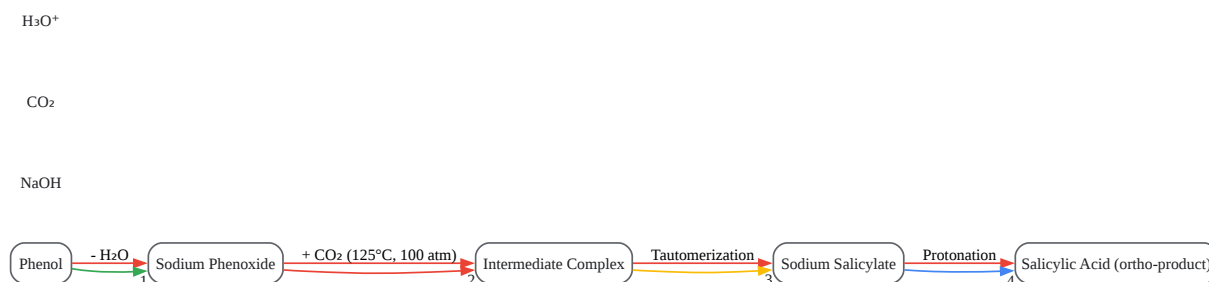 H₃O⁺
CO₂
NaOH
- H₂O
+ CO₂ (125°C, 100 atm)
Tautomerization
Protonation
Phenol
Sodium Phenoxide
Intermediate Complex
Sodium Salicylate
Salicylic Acid (ortho-product)
1
2
3
4